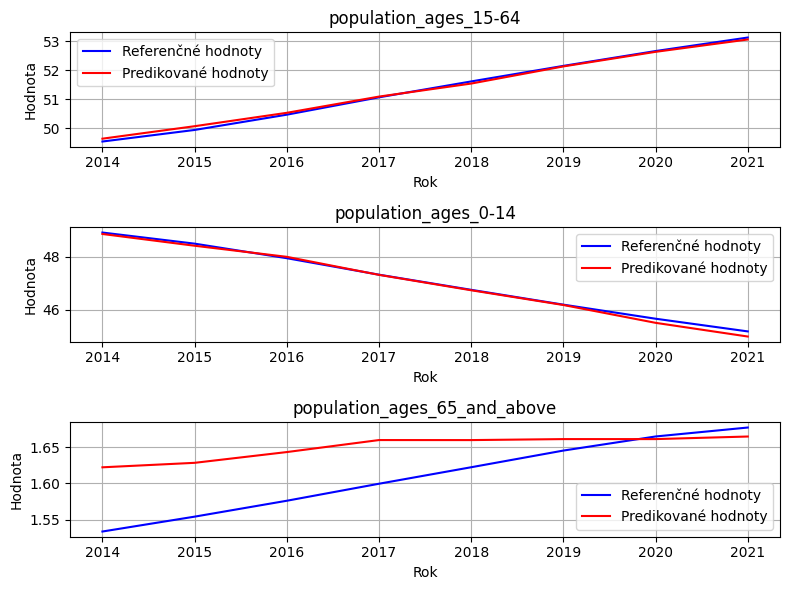 population_ages_15-64
Hodnota
53
52
51
50
Referenčné hodnoty
Predikované hodnoty
2014 2015 2016 2017 2018 2019 2020 2021
Rok
population_ages_0-14
Hodnota
48
46
Referenčné hodnoty
Predikované hodnoty
2014 2015 2016 2017 2018 2019 2020 2021
Rok
population_ages_65_and_above
Hodnota
1.65
1.60
1.55
Referenčné hodnoty
Predikované hodnoty
2014 2015 2016 2017 2018 2019 2020 2021
Rok